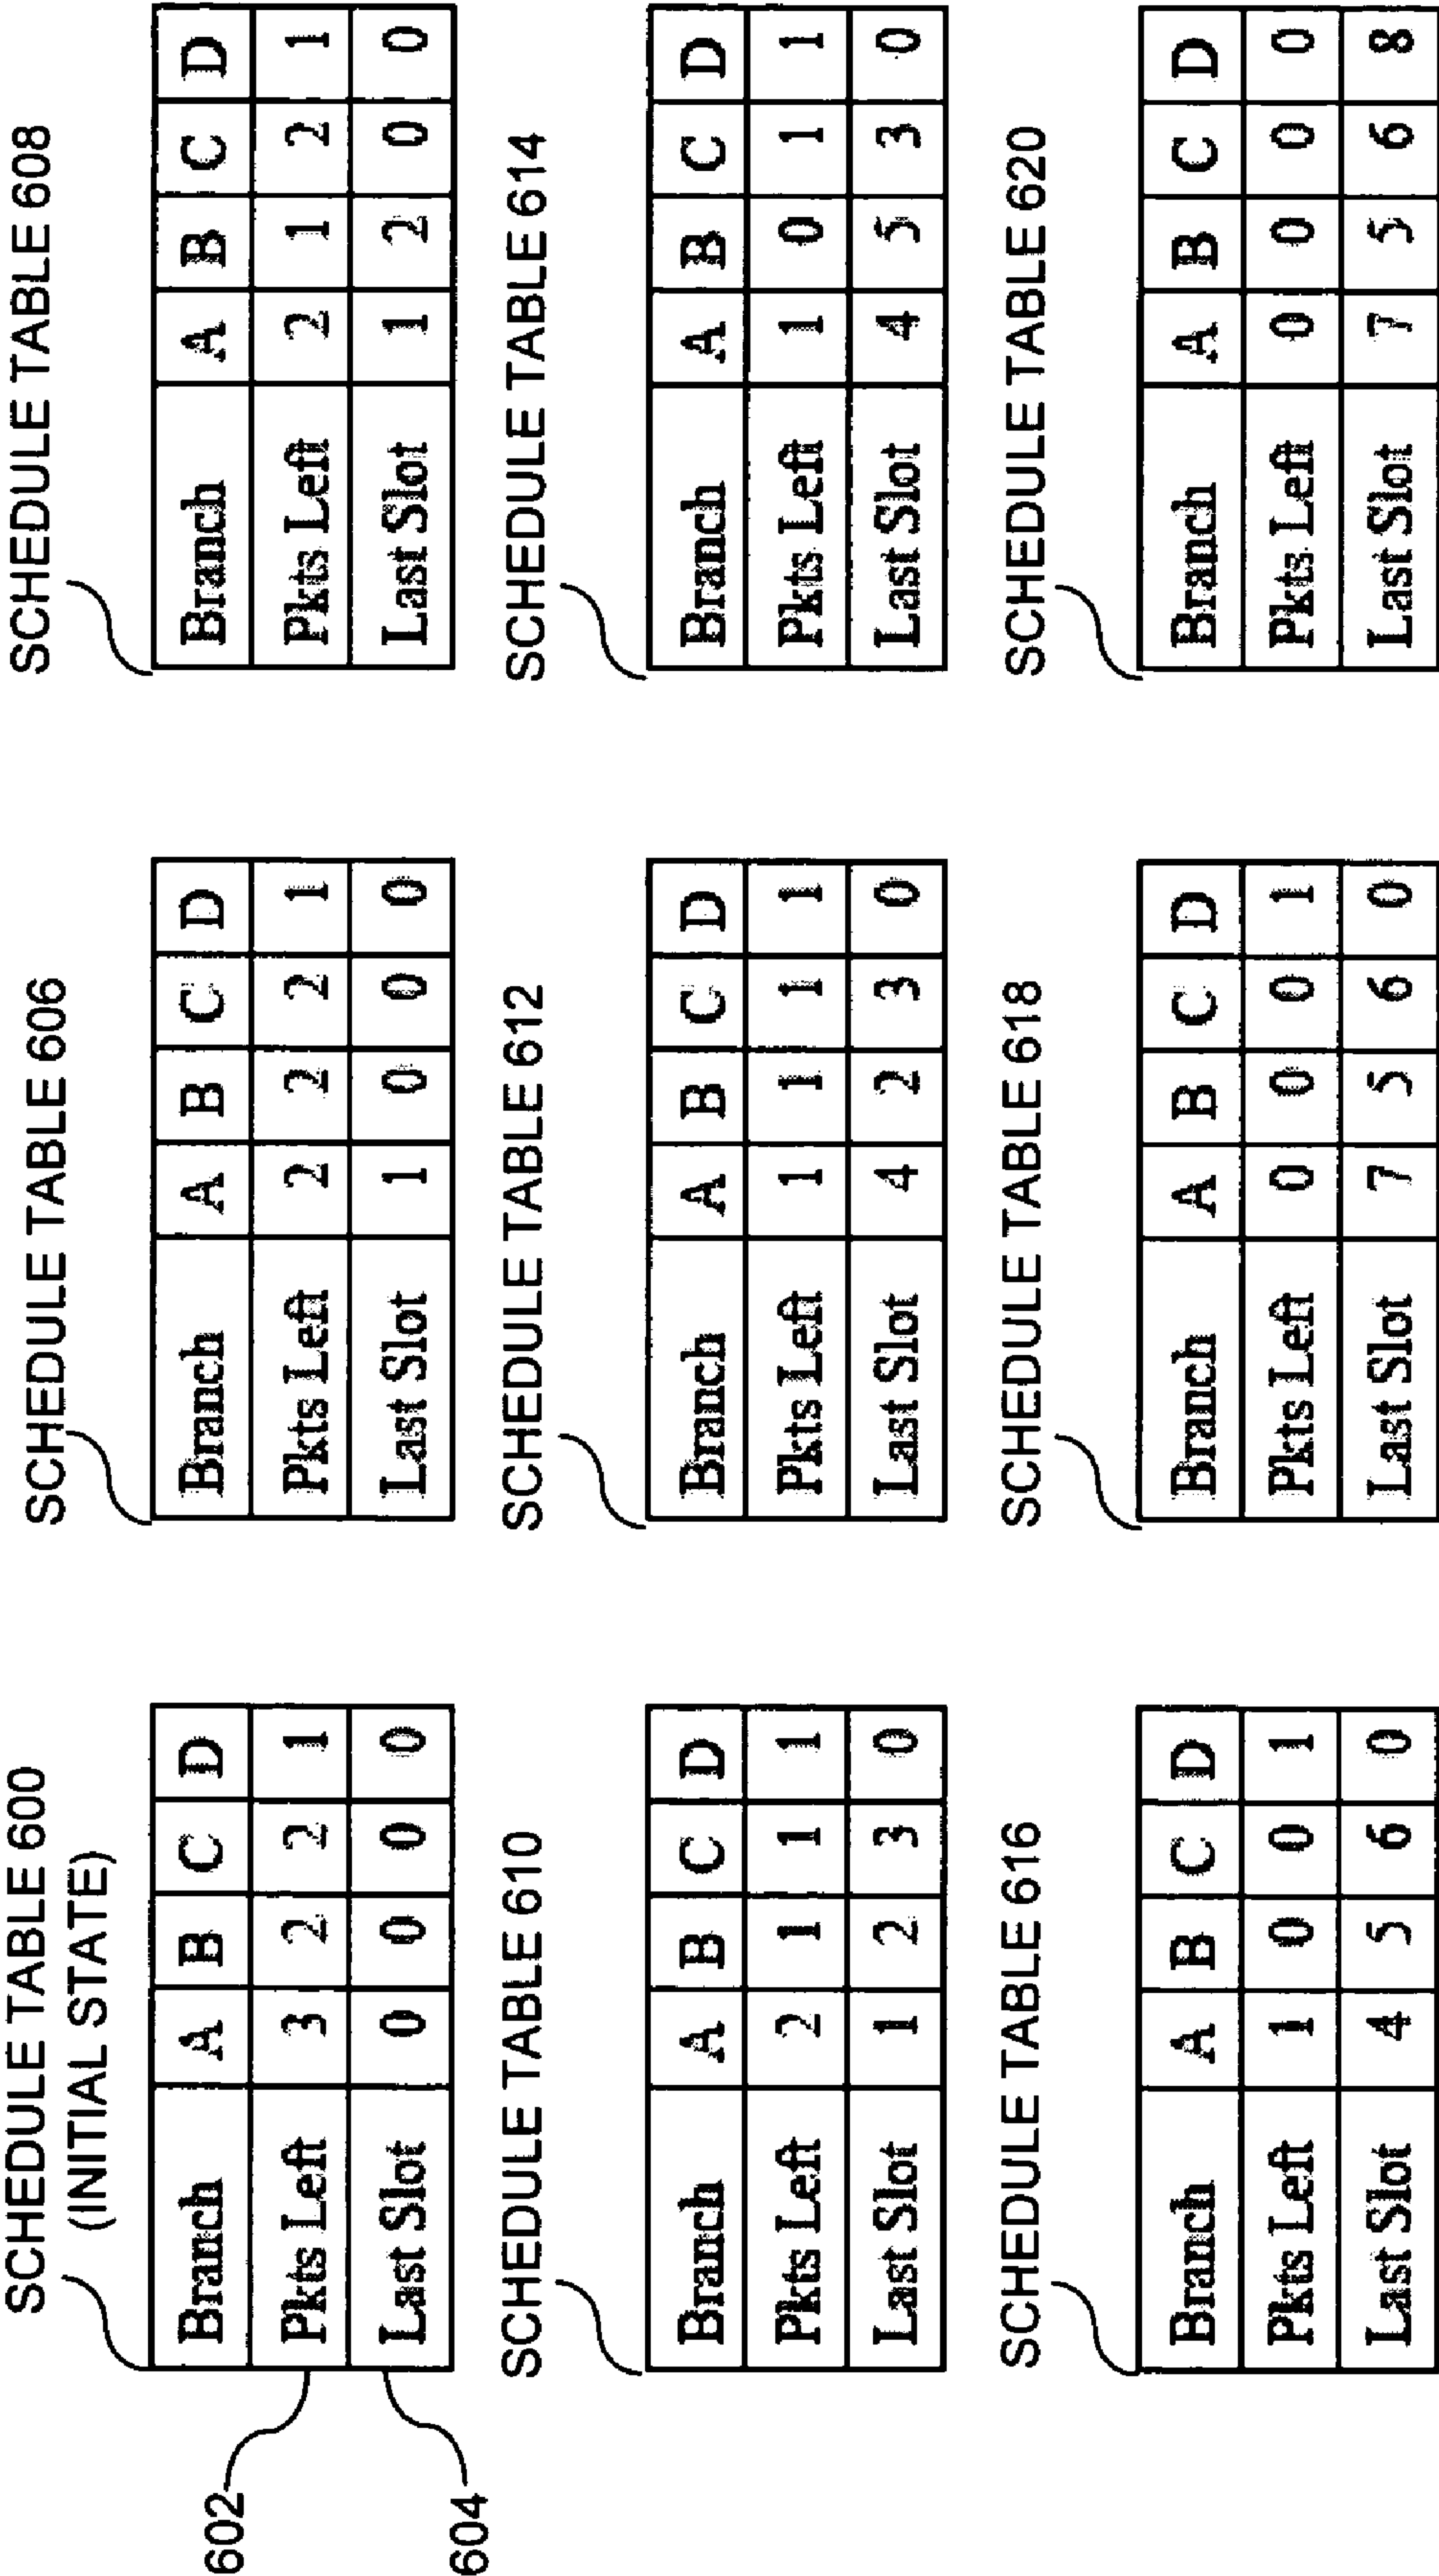 SCHEDULE TABLE 600
(INITIAL STATE)
Branch A B C D
Pkts Left 3 2 2 1
Last Slot 0 0 0 0
602
604
SCHEDULE TABLE 606
Branch A B C D
Pkts Left 2 2 2 1
Last Slot 1 0 0 0
SCHEDULE TABLE 608
Branch A B C D
Pkts Left 2 1 2 1
Last Slot 1 2 0 0
SCHEDULE TABLE 610
Branch A B C D
Pkts Left 2 1 1 1
Last Slot 1 2 3 0
SCHEDULE TABLE 612
Branch A B C D
Pkts Left 1 1 1 1
Last Slot 4 2 3 0
SCHEDULE TABLE 614
Branch A B C D
Pkts Left 1 0 1 1
Last Slot 4 5 3 0
SCHEDULE TABLE 616
Branch A B C D
Pkts Left 1 0 0 1
Last Slot 4 5 6 0
SCHEDULE TABLE 618
Branch A B C D
Pkts Left 0 0 0 1
Last Slot 7 5 6 0
SCHEDULE TABLE 620
Branch A B C D
Pkts Left 0 0 0 0
Last Slot 7 5 6 8